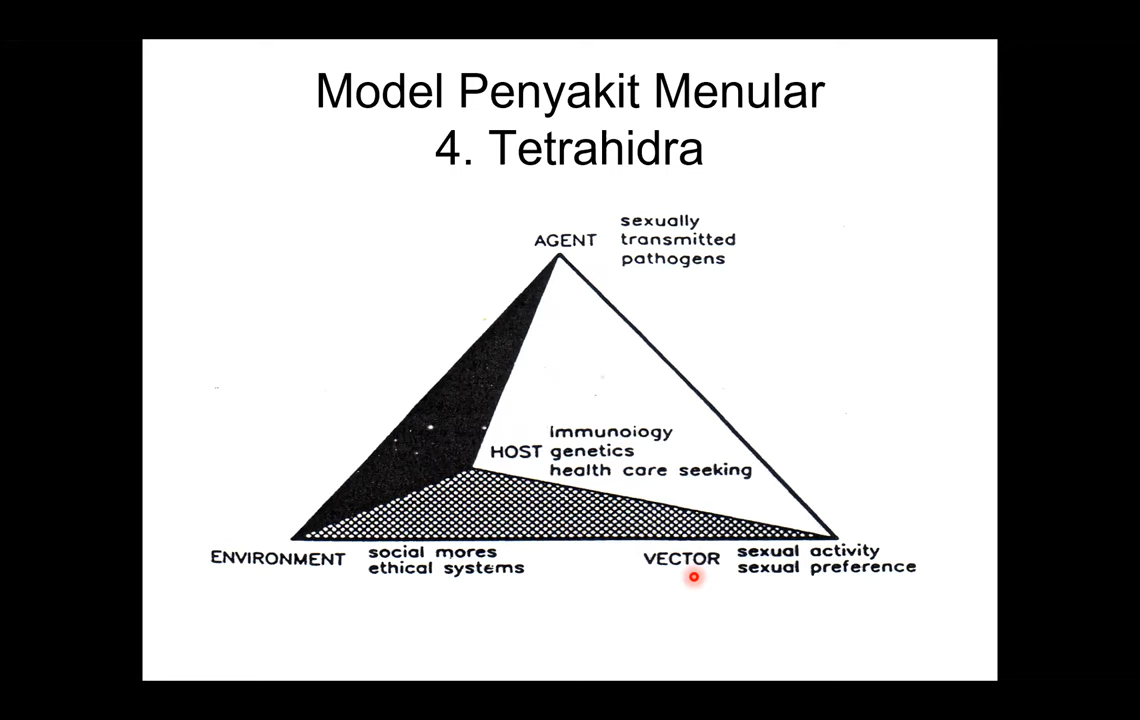 Model Penyakit Menular
4. Tetrahidra
sexually
AGENT transmitted
pathogens
immunology
HOST genetics
health care seeking
ENVIRONMENT social mores
ethical systems
VECTOR sexual activity
sexual preference